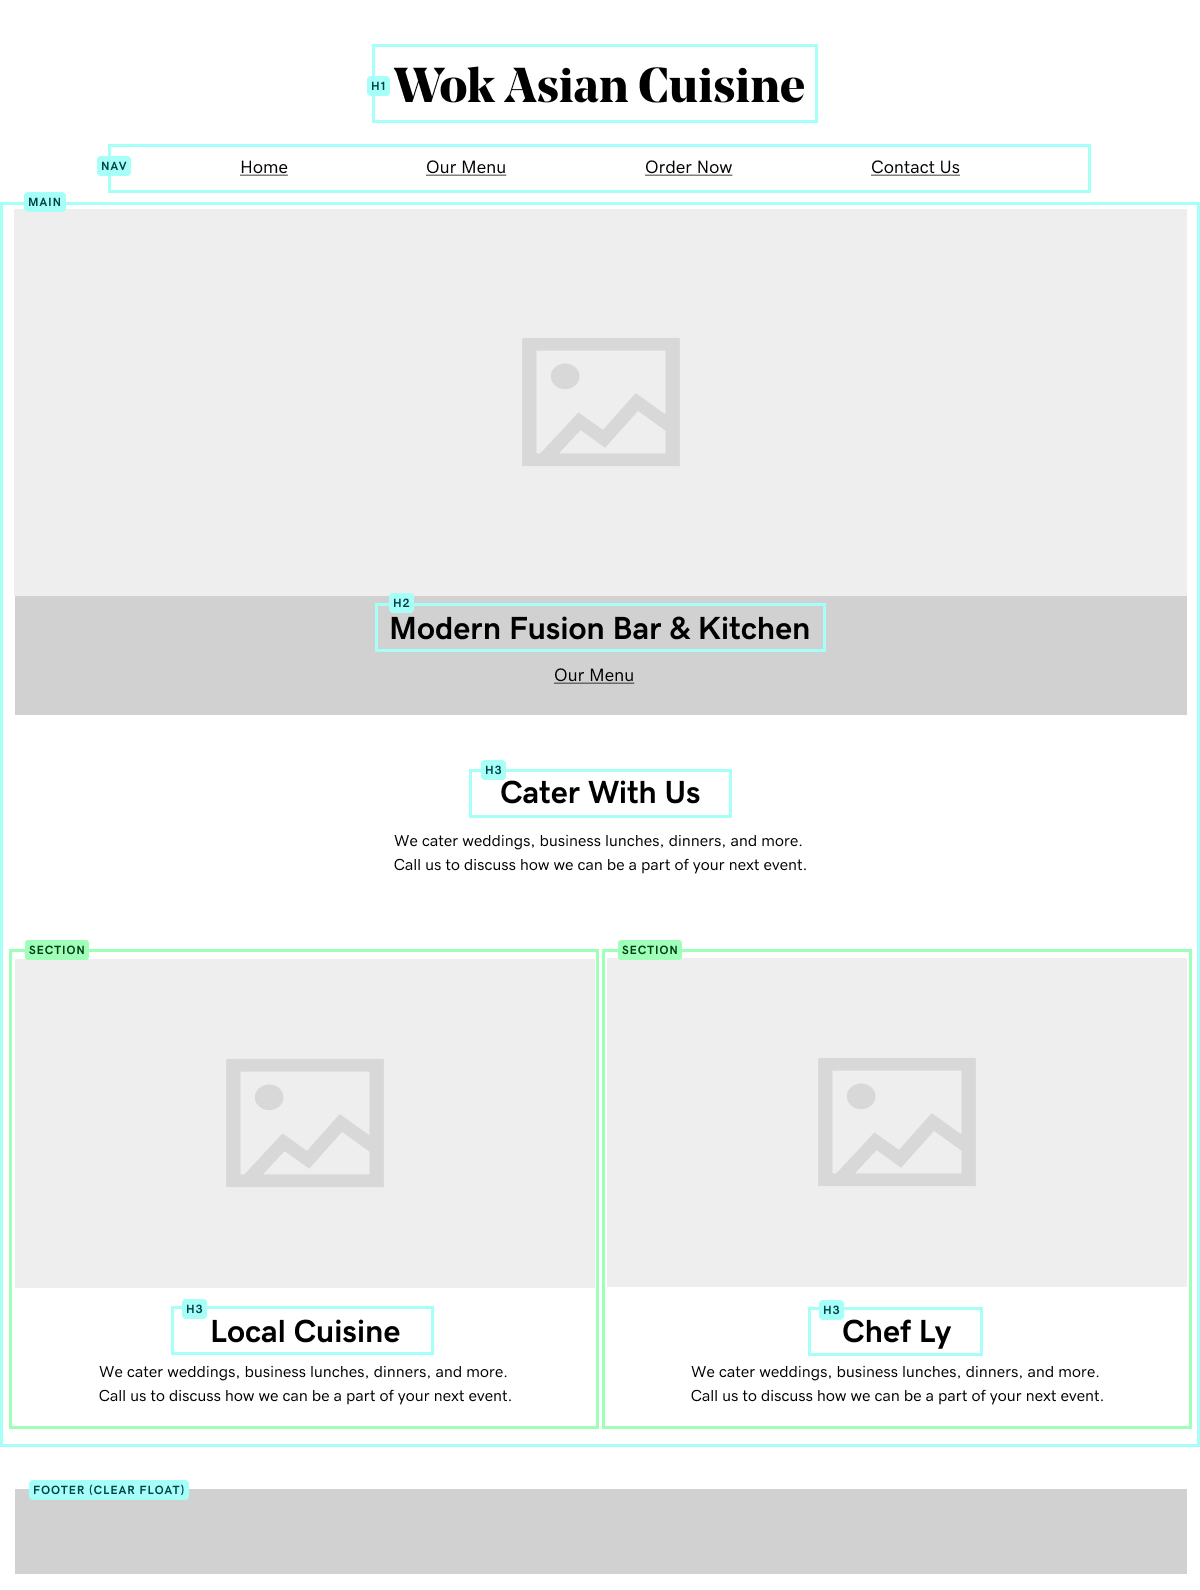 H1
Wok Asian Cuisine
NAV
Home Our Menu Order Now Contact Us
MAIN
H2
Modern Fusion Bar & Kitchen
Our Menu
H3
Cater With Us
We cater weddings, business lunches, dinners, and more.
Call us to discuss how we can be a part of your next event.
SECTION
H3
Local Cuisine
We cater weddings, business lunches, dinners, and more.
Call us to discuss how we can be a part of your next event.
SECTION
H3
Chef Ly
We cater weddings, business lunches, dinners, and more.
Call us to discuss how we can be a part of your next event.
FOOTER (CLEAR FLOAT)